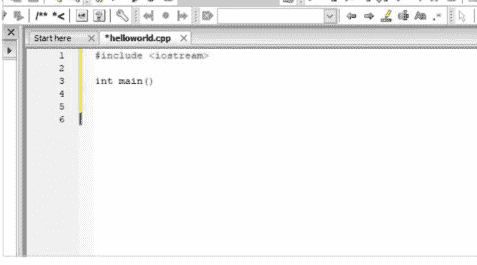 /** *<
Start here
*helloworld.cpp
1 #include <iostream>
2
3 int main()
4
5
6